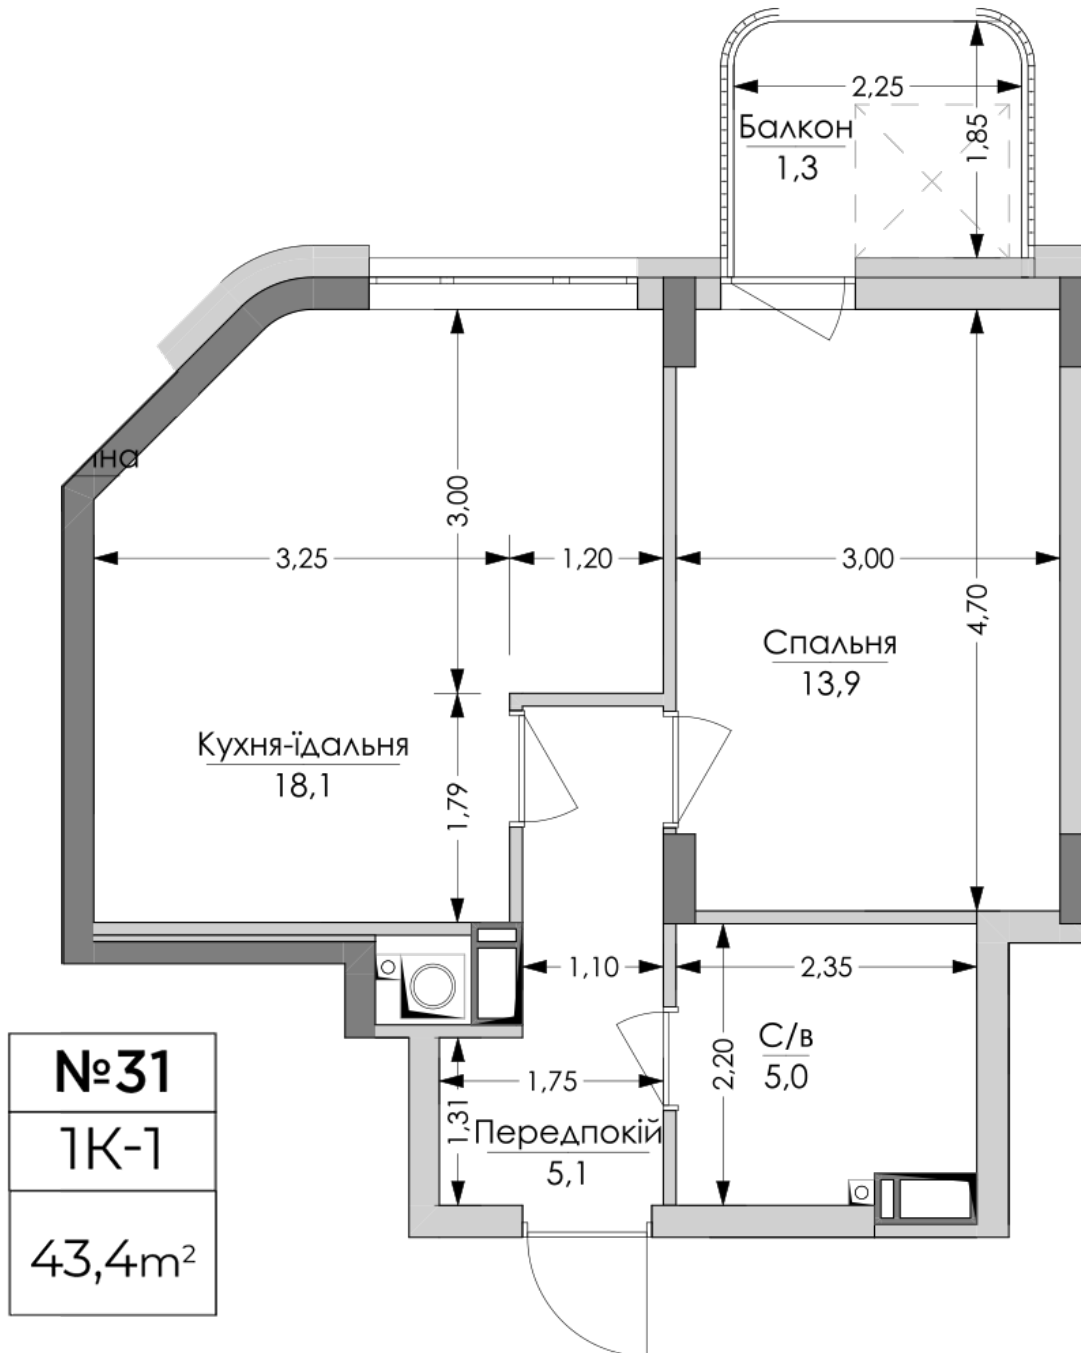 2,25
Балкон
1,3
1,85
3,00
3,25
1,20
3,00
4,70
Спальня
13,9
Кухня-їдальня
18,1
1,79
1,10
2,35
С/в
5,0
2,20
1,75
1,31
Передпокій
5,1
№31
1К-1
43,4m²